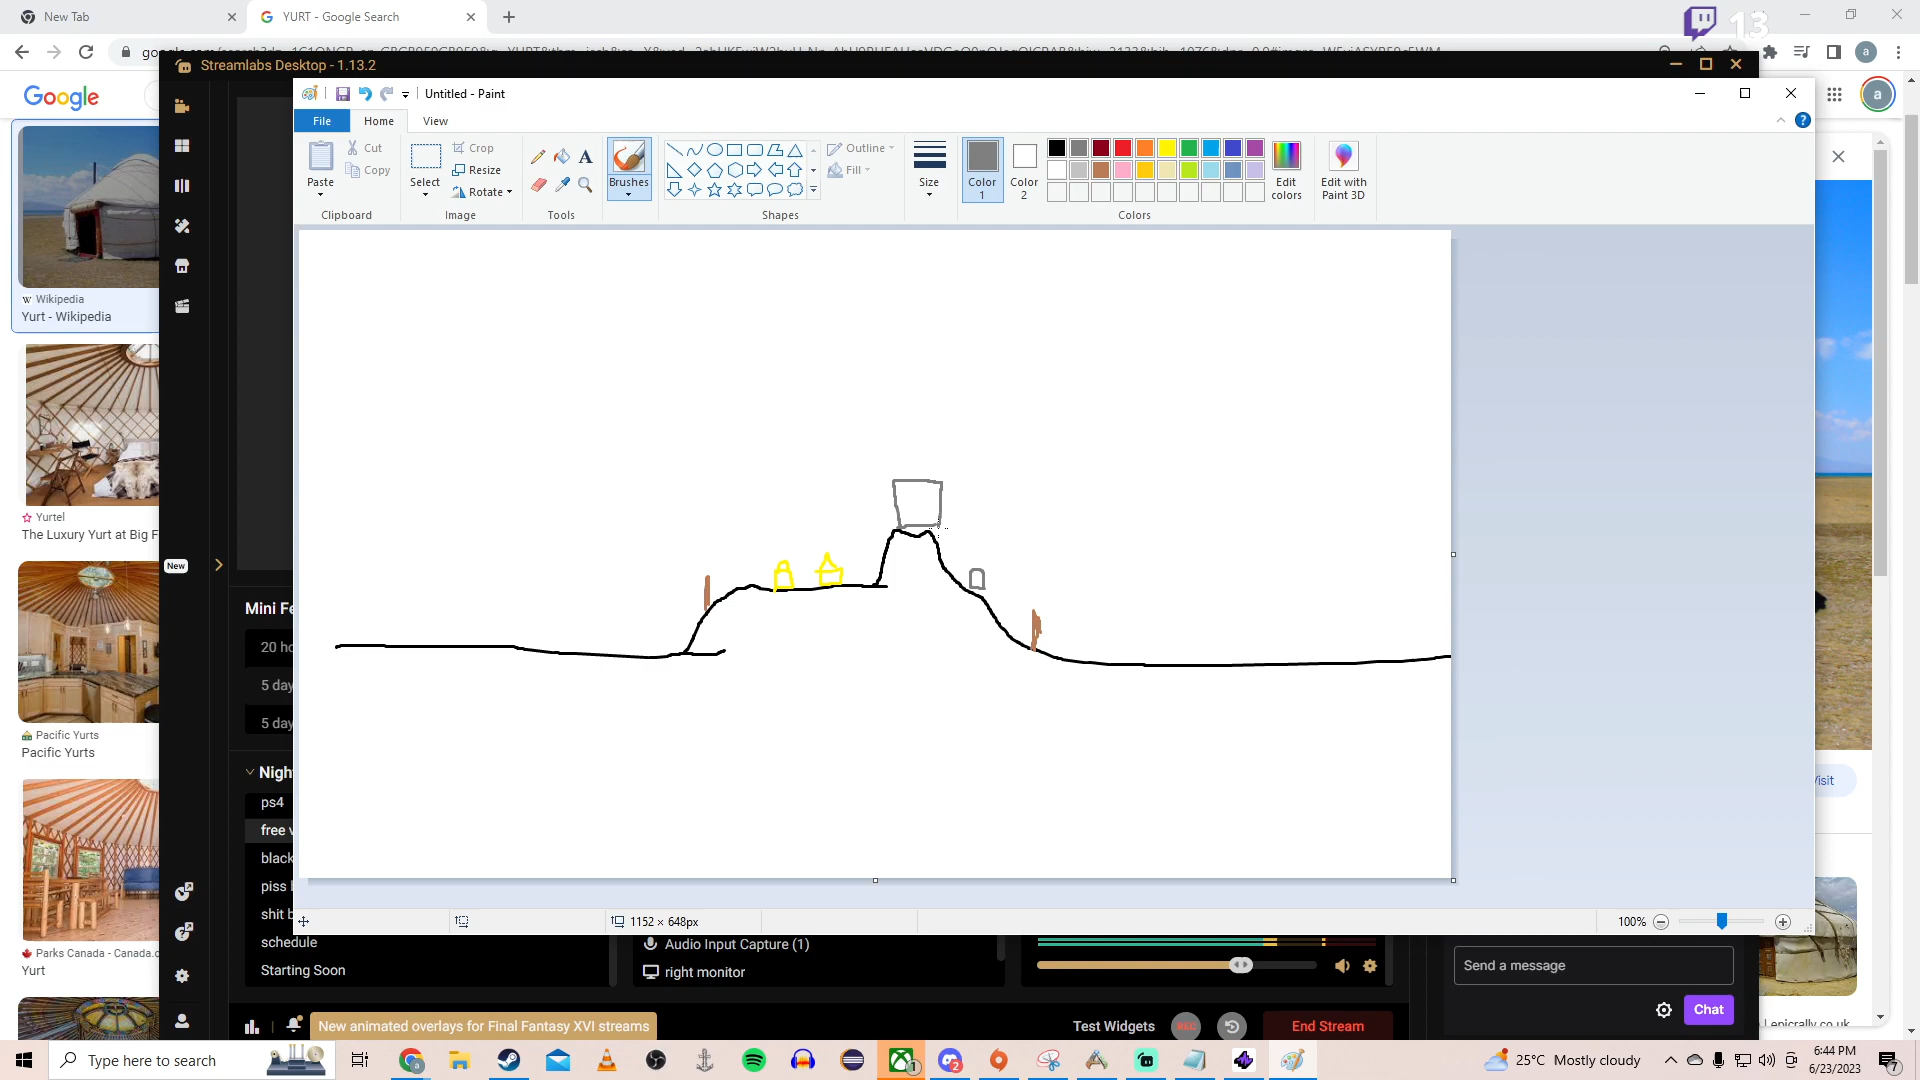 New Tab
YURT - Google Search
13
Streamlabs Desktop - 1.13.2
Google
a
a
Untitled - Paint
File
Home
View
Paste
Cut
Copy
Clipboard
Select
Crop
Resize
Rotate
Image
Tools
Brushes
Shapes
Outline
Fill
Size
Color
1
Color
2
Edit
colors
Colors
Edit with
Paint 3D
W Wikipedia
Yurt - Wikipedia
Yurtel
The Luxury Yurt at Big F
Pacific Yurts
Pacific Yurts
Parks Canada - Canada.c
Yurt
New
Mini Fe
20 ho
5 day
5 day
Nigh
ps4
free v
black
piss
shit b
schedule
Starting Soon
1152 × 648px
100%
Audio Input Capture (1)
right monitor
Visit
Send a message
Chat
epically.co.uk
New animated overlays for Final Fantasy XVI streams
Test Widgets
REC
End Stream
Type here to search
1
2
25°C Mostly cloudy
6:44 PM
6/23/2023
7